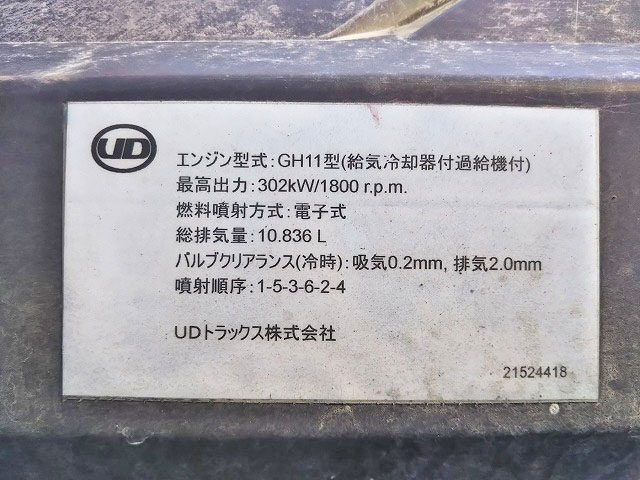 UD
エンジン型式:GH11型(給気冷却器付過給機付)
最高出力:302kW/1800 r.p.m.
燃料噴射方式:電子式
総排気量:10.836 L
バルブクリアランス(冷時):吸気0.2mm, 排気2.0mm
噴射順序:1-5-3-6-2-4
UDトラックス株式会社
21524418